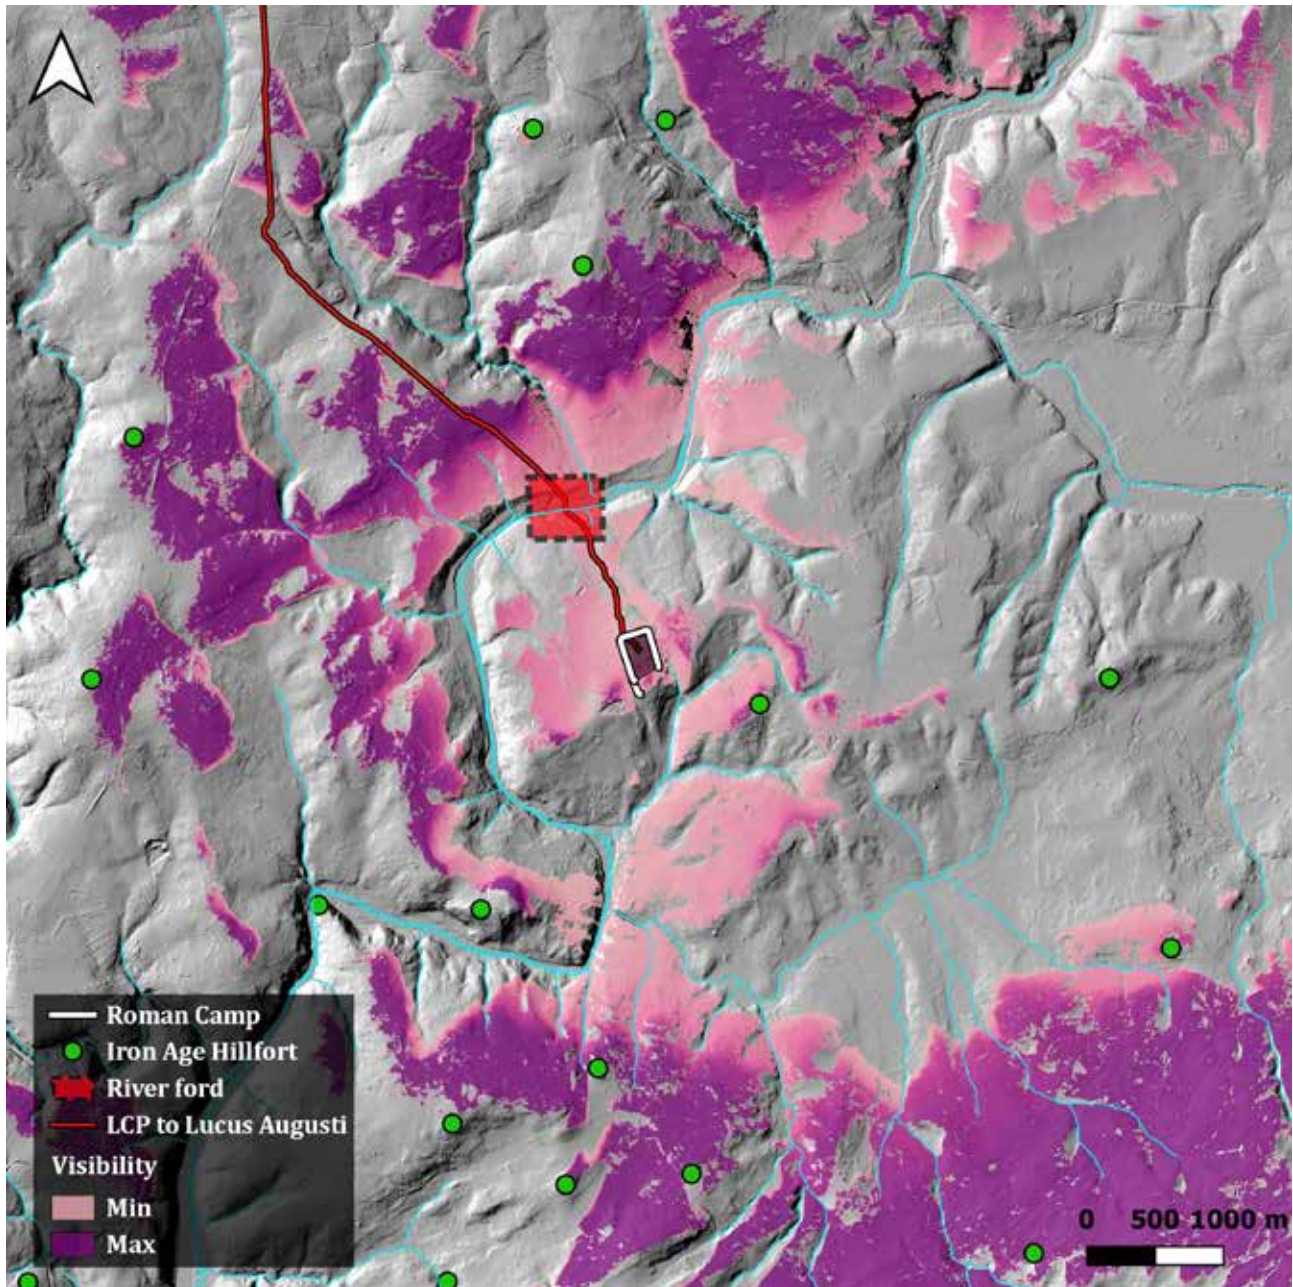 Roman Camp
Iron Age Hillfort
River ford
LCP to Lucus Augusti
Visibility
Min
Max
0 500 1000 m